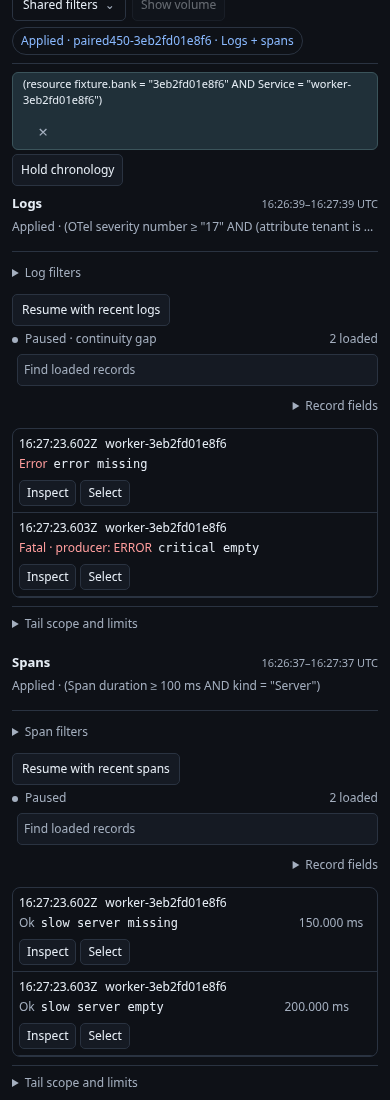 Shared filters ⌄ Show volume
Applied · paired450-3eb2fd01e8f6 · Logs + spans
(resource fixture.bank = "3eb2fd01e8f6" AND Service = "worker-
3eb2fd01e8f6")
✕
Hold chronology
Logs 16:26:39–16:27:39 UTC
Applied · (OTel severity number ≥ "17" AND (attribute tenant is ...
▶ Log filters
Resume with recent logs
● Paused · continuity gap 2 loaded
Find loaded records
▶ Record fields
16:27:23.602Z worker-3eb2fd01e8f6
Error error missing
Inspect Select
16:27:23.603Z worker-3eb2fd01e8f6
Fatal · producer: ERROR critical empty
Inspect Select
▶ Tail scope and limits
Spans 16:26:37–16:27:37 UTC
Applied · (Span duration ≥ 100 ms AND kind = "Server")
▶ Span filters
Resume with recent spans
● Paused 2 loaded
Find loaded records
▶ Record fields
16:27:23.602Z worker-3eb2fd01e8f6
Ok slow server missing 150.000 ms
Inspect Select
16:27:23.603Z worker-3eb2fd01e8f6
Ok slow server empty 200.000 ms
Inspect Select
▶ Tail scope and limits